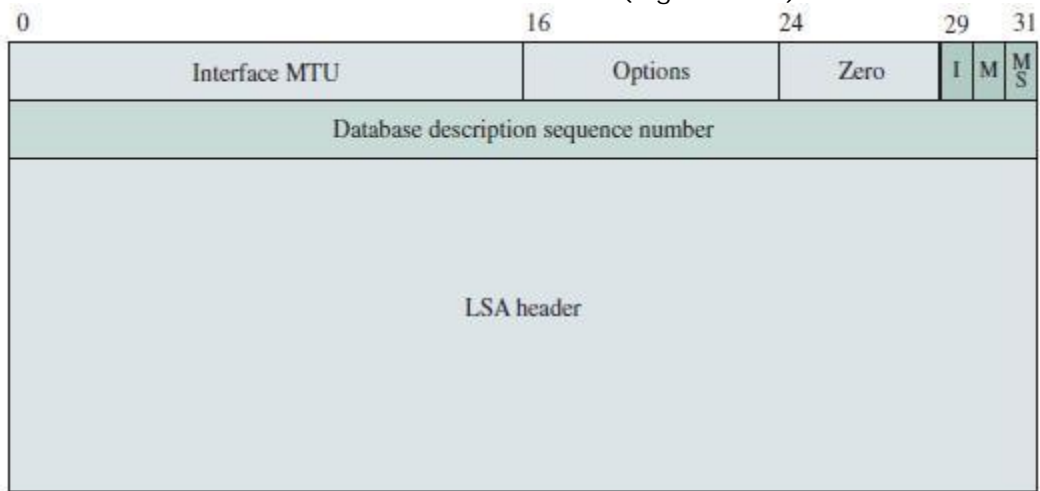 0 16 24 29 31
Interface MTU Options Zero I M MS
Database description sequence number
LSA header